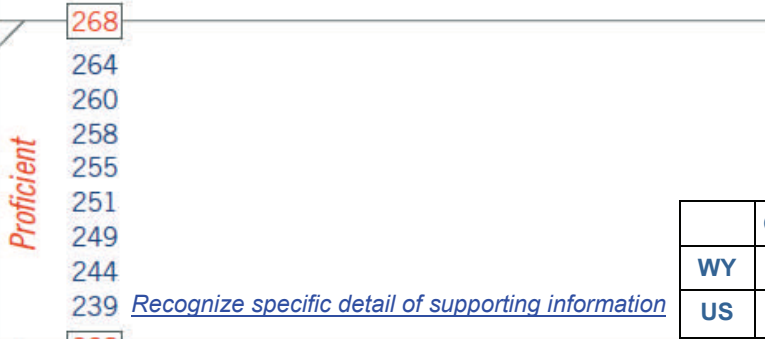 268
264
260
258
255
251
249
244
239 Recognize specific detail of supporting information
Proficient
WY
US